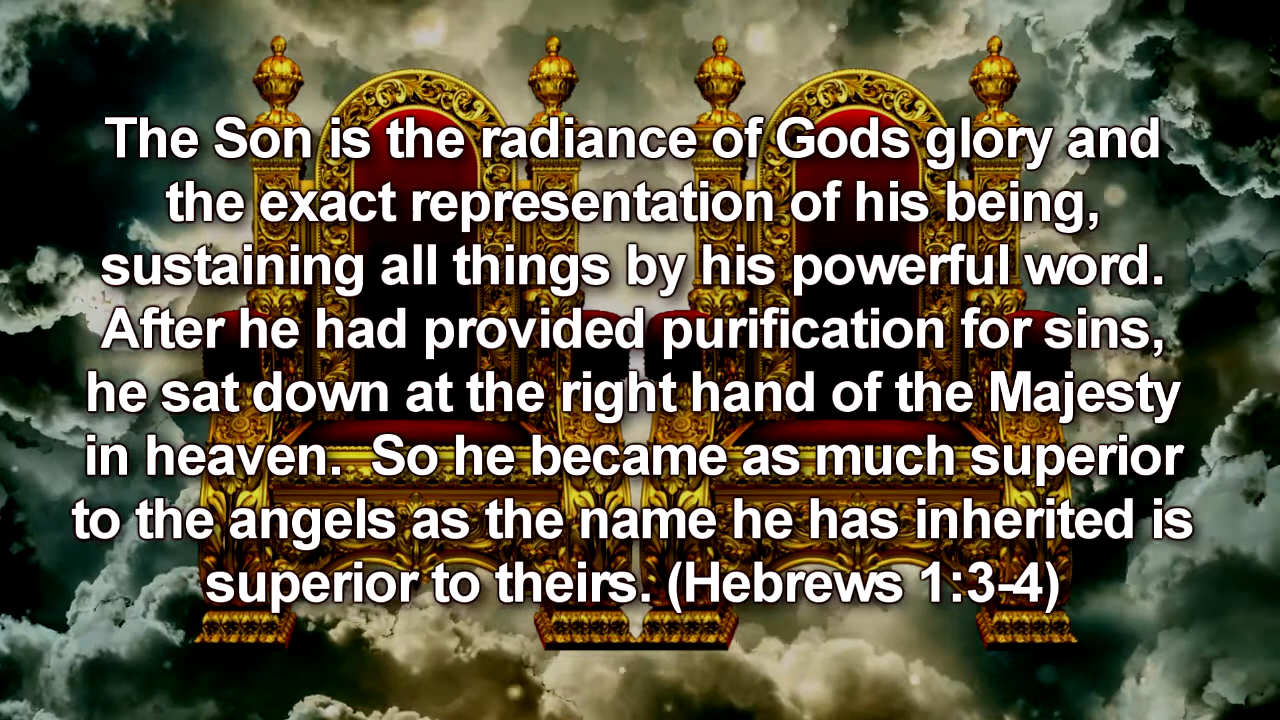 The Son is the radiance of Gods glory and
the exact representation of his being,
sustaining all things by his powerful word.
After he had provided purification for sins,
he sat down at the right hand of the Majesty
in heaven.  So he became as much superior
to the angels as the name he has inherited is
superior to theirs. (Hebrews 1:3-4)